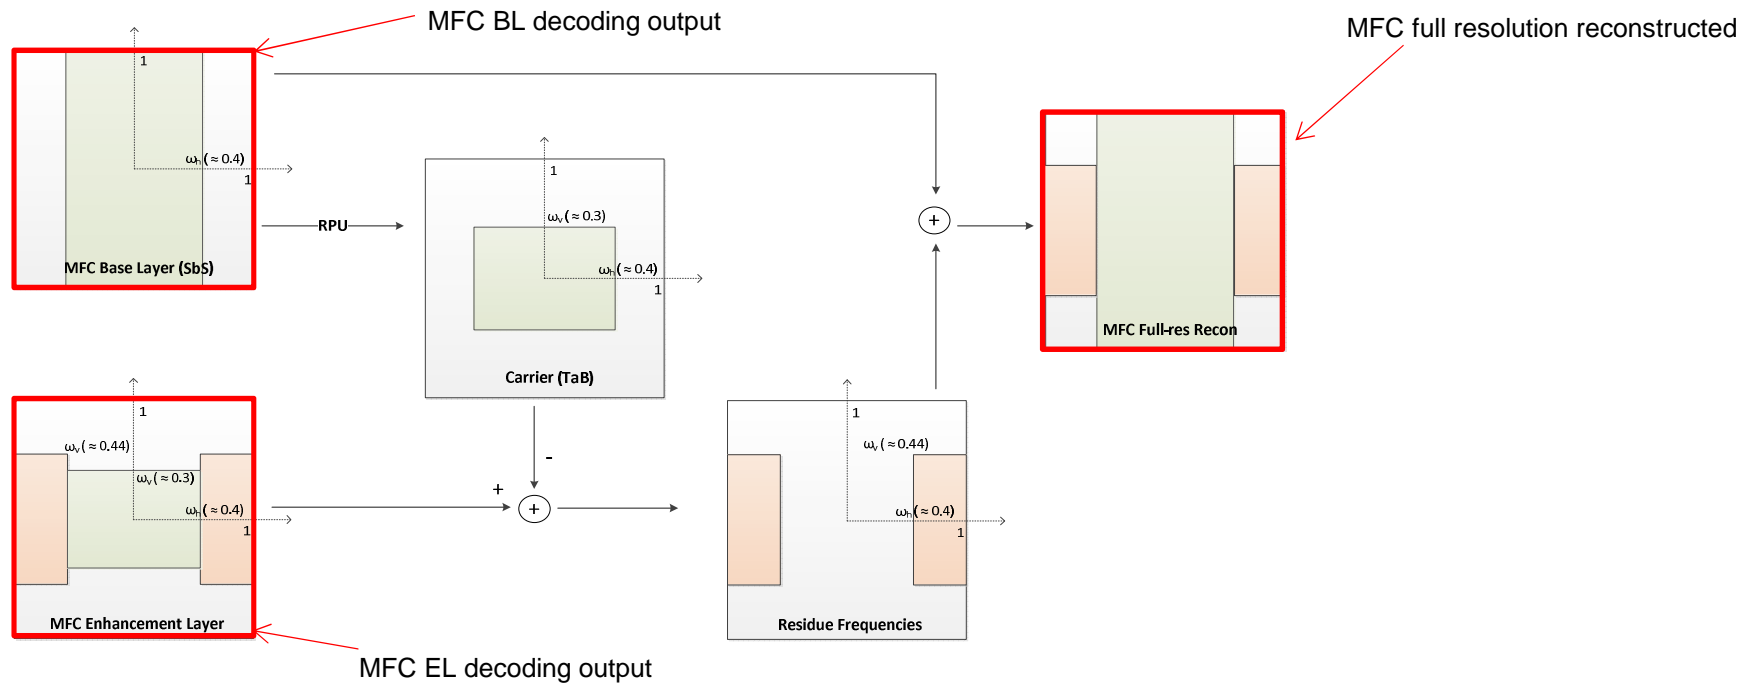 MFC BL decoding output
MFC full resolution reconstructed
1
ωh(≈0.4)
1
MFC Base Layer (SbS)
RPU
1
ωv(≈0.3)
ωh(≈0.4)
1
Carrier (TaB)
-
+
MFC Full-res Recon
1
ωv(≈0.44)
ωv(≈0.3)
ωh(≈0.4)
1
MFC Enhancement Layer
+
+
1
ωv(≈0.44)
ωh(≈0.4)
1
Residue Frequencies
MFC EL decoding output